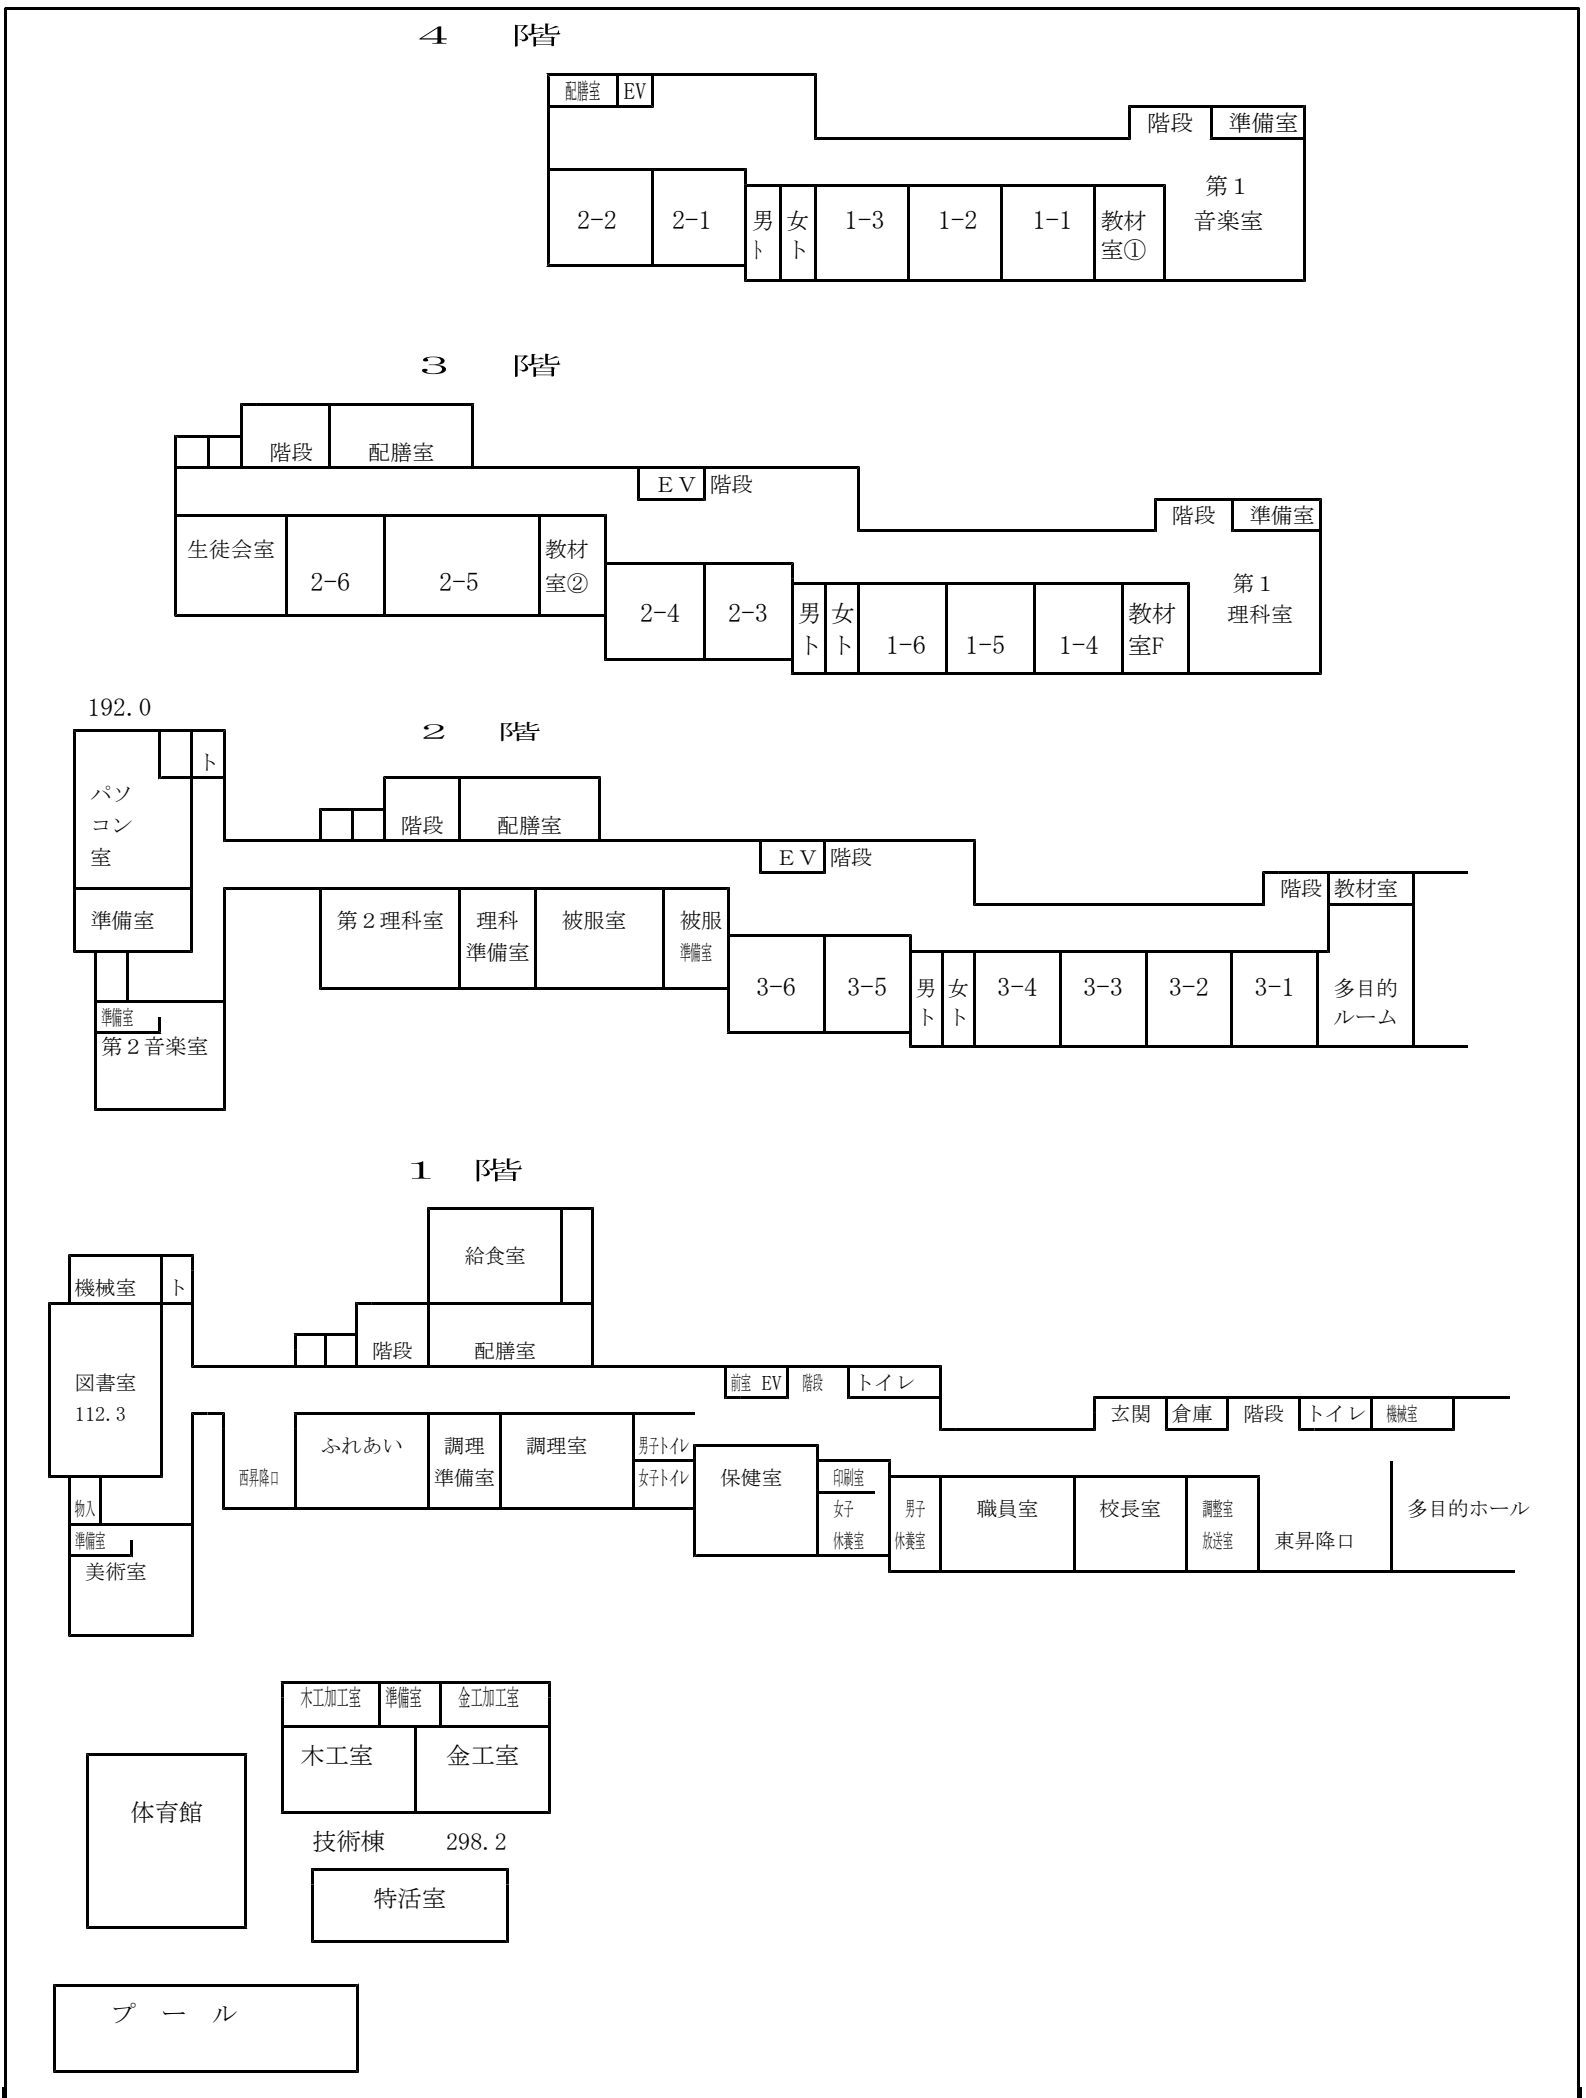 ４　階
配膳室 EV
階段 準備室
第１
音楽室
2-2 2-1 男 女 1-3 1-2 1-1 教材
ト ト 室①
３　階
階段 配膳室
ＥＶ 階段
階段 準備室
生徒会室 教材
2-6 2-5 室②
第１
2-4 2-3 男 女 教材 理科室
ト ト 1-6 1-5 1-4 室F
192.0
２　階
ト
パソ
コン
室
階段 配膳室
ＥＶ 階段
階段 教材室
準備室 第２理科室 理科 被服室 被服
準備室 準備室
3-6 3-5 男 女 3-4 3-3 3-2 3-1 多目的
ト ト ルーム
準備室
第２音楽室
１　階
給食室
機械室 ト
階段 配膳室
図書室 前室 EV 階段 トイレ
112.3 玄関 倉庫 階段 トイレ 機械室
ふれあい 調理 調理室 男子トイレ
西昇降口 準備室 女子トイレ 保健室 印刷室
物入 女子 男子 職員室 校長室 調整室 多目的ホール
準備室 休養室 休養室 放送室 東昇降口
美術室
木工加工室 準備室 金工加工室
木工室 金工室
体育館
技術棟 298.2
特活室
プ　ー　ル